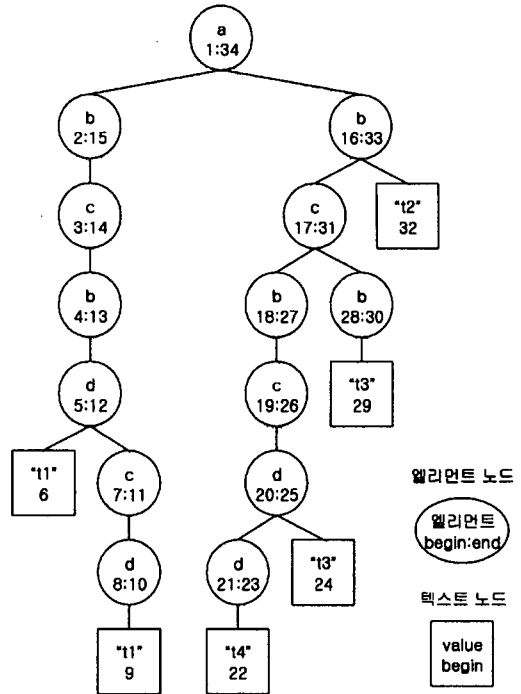 a
1:34
b
2:15
b
16:33
c
3:14
c
17:31
"t2"
32
b
4:13
b
18:27
b
28:30
d
5:12
c
19:26
"t3"
29
"t1"
6
c
7:11
d
20:25
엘리먼트 노드
엘리먼트
begin:end
d
8:10
d
21:23
"t3"
24
텍스트 노드
"t1"
9
"t4"
22
value
begin